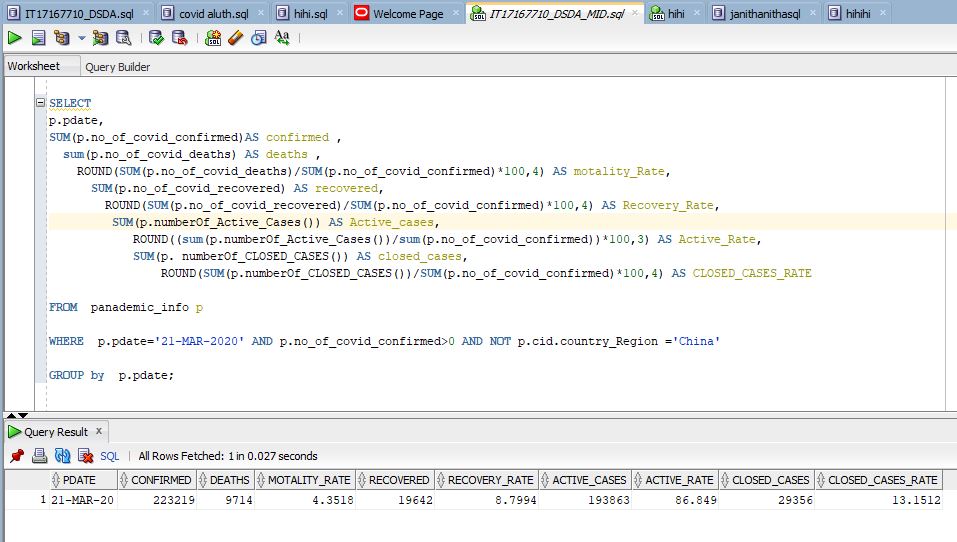 IT17167710_DSDA.sql covid aluth.sql hihi.sql Welcome Page IT17167710_DSDA_MID.sql hihi janithanithasql hihihi
Worksheet Query Builder
SELECT
p.pdate,
SUM(p.no_of_covid_confirmed)AS confirmed ,
sum(p.no_of_covid_deaths) AS deaths ,
ROUND(SUM(p.no_of_covid_deaths)/SUM(p.no_of_covid_confirmed)*100,4) AS motality_Rate,
SUM(p.no_of_covid_recovered) AS recovered,
ROUND(SUM(p.no_of_covid_recovered)/SUM(p.no_of_covid_confirmed)*100,4) AS Recovery_Rate,
SUM(p.numberOf_Active_Cases()) AS Active_cases,
ROUND((sum(p.numberOf_Active_Cases())/sum(p.no_of_covid_confirmed))*100,3) AS Active_Rate,
SUM(p. numberOf_CLOSED_CASES()) AS closed_cases,
ROUND(SUM(p.numberOf_CLOSED_CASES())/SUM(p.no_of_covid_confirmed)*100,4) AS CLOSED_CASES_RATE
FROM panademic_info p
WHERE p.pdate='21-MAR-2020' AND p.no_of_covid_confirmed>0 AND NOT p.cid.country_Region ='China'
GROUP by p.pdate;
Query Result x
SQL | All Rows Fetched: 1 in 0.027 seconds
PDATE CONFIRMED DEATHS MOTALITY_RATE RECOVERED RECOVERY_RATE ACTIVE_CASES ACTIVE_RATE CLOSED_CASES CLOSED_CASES_RATE
1 21-MAR-20 223219 9714 4.3518 19642 8.7994 193863 86.849 29356 13.1512